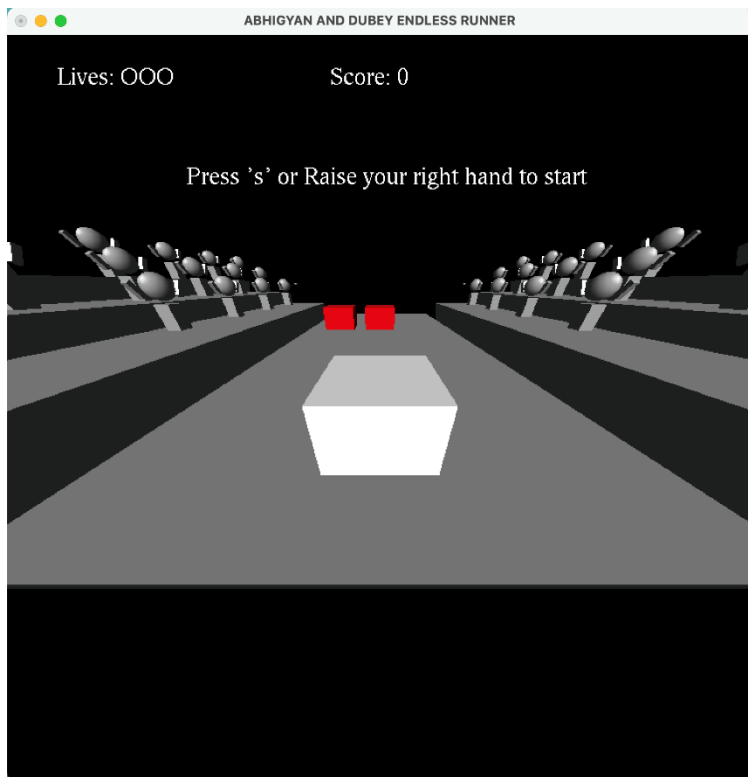 ABHIGYAN AND DUBEY ENDLESS RUNNER
Lives: OOO Score: 0
Press 's' or Raise your right hand to start